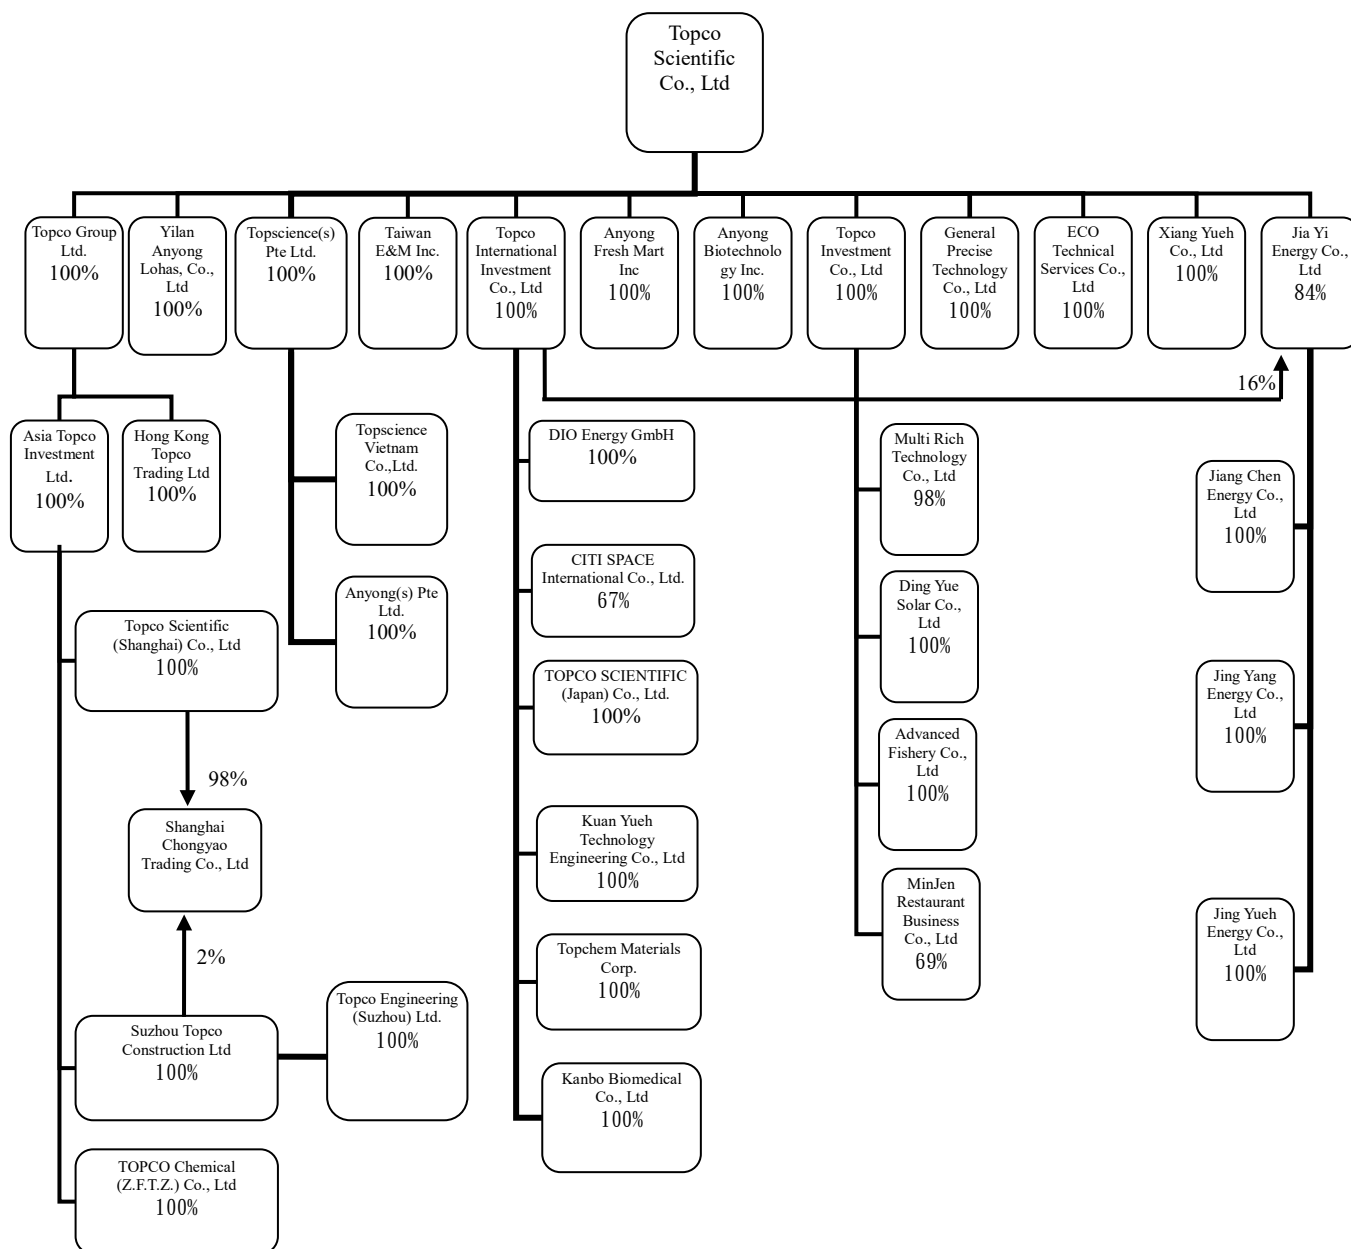 Topco
Scientific
Co., Ltd
Topco Group
Ltd.
100%
Yilan
Anyong
Lohas, Co.,
Ltd
100%
Topscience(s)
Pte Ltd.
100%
Taiwan
E&M Inc.
100%
Topco
International
Investment
Co., Ltd
100%
Anyong
Fresh Mart
Inc
100%
Anyong
Biotechnolo
gy Inc.
100%
Topco
Investment
Co., Ltd
100%
General
Precise
Technology
Co., Ltd
100%
ECO
Technical
Services Co.,
Ltd
100%
Xiang Yueh
Co., Ltd
100%
Jia Yi
Energy Co.,
Ltd
84%
16%
Asia Topco
Investment
Ltd.
100%
Hong Kong
Topco
Trading Ltd
100%
Topscience
Vietnam
Co.,Ltd.
100%
Anyong(s) Pte
Ltd.
100%
DIO Energy GmbH
100%
CITI SPACE
International Co., Ltd.
67%
TOPCO SCIENTIFIC
(Japan) Co., Ltd.
100%
Kuan Yueh
Technology
Engineering Co., Ltd
100%
Topchem Materials
Corp.
100%
Kanbo Biomedical
Co., Ltd
100%
Multi Rich
Technology
Co., Ltd
98%
Ding Yue
Solar Co.,
Ltd
100%
Advanced
Fishery Co.,
Ltd
100%
MinJen
Restaurant
Business
Co., Ltd
69%
Jiang Chen
Energy Co.,
Ltd
100%
Jing Yang
Energy Co.,
Ltd
100%
Jing Yueh
Energy Co.,
Ltd
100%
Topco Scientific
(Shanghai) Co., Ltd
100%
98%
Shanghai
Chongyao
Trading Co., Ltd
2%
Suzhou Topco
Construction Ltd
100%
Topco Engineering
(Suzhou) Ltd.
100%
TOPCO Chemical
(Z.F.T.Z.) Co., Ltd
100%